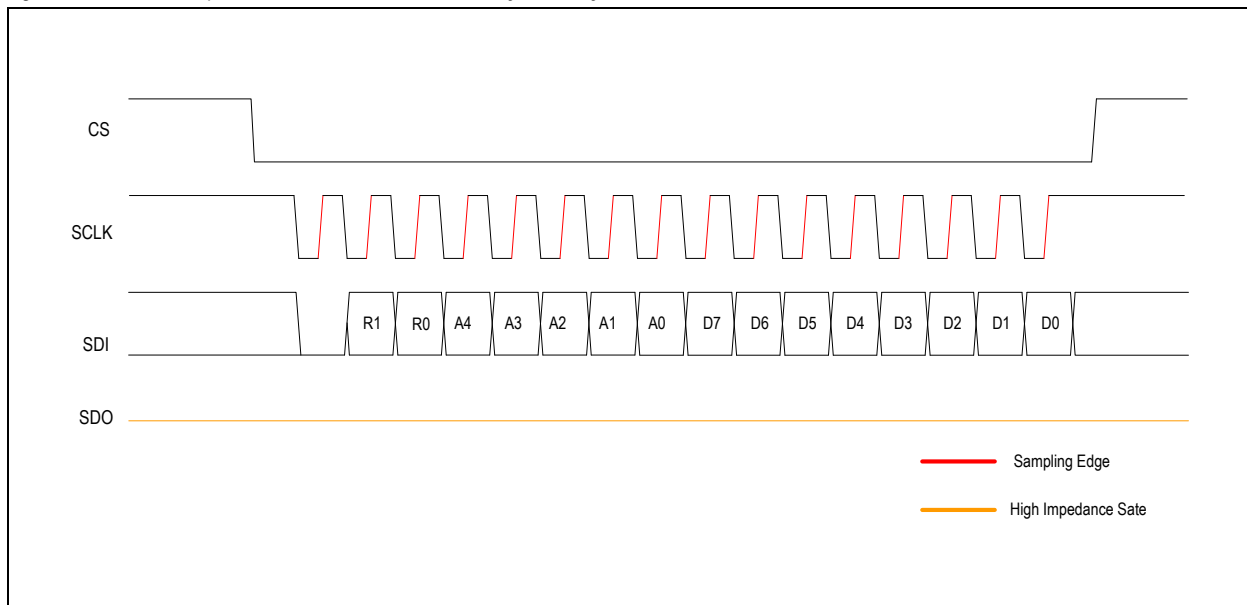 CS
SCLK
SDI
R1 R0 A4 A3 A2 A1 A0 D7 D6 D5 D4 D3 D2 D1 D0
SDO
Sampling Edge
High Impedance Sate